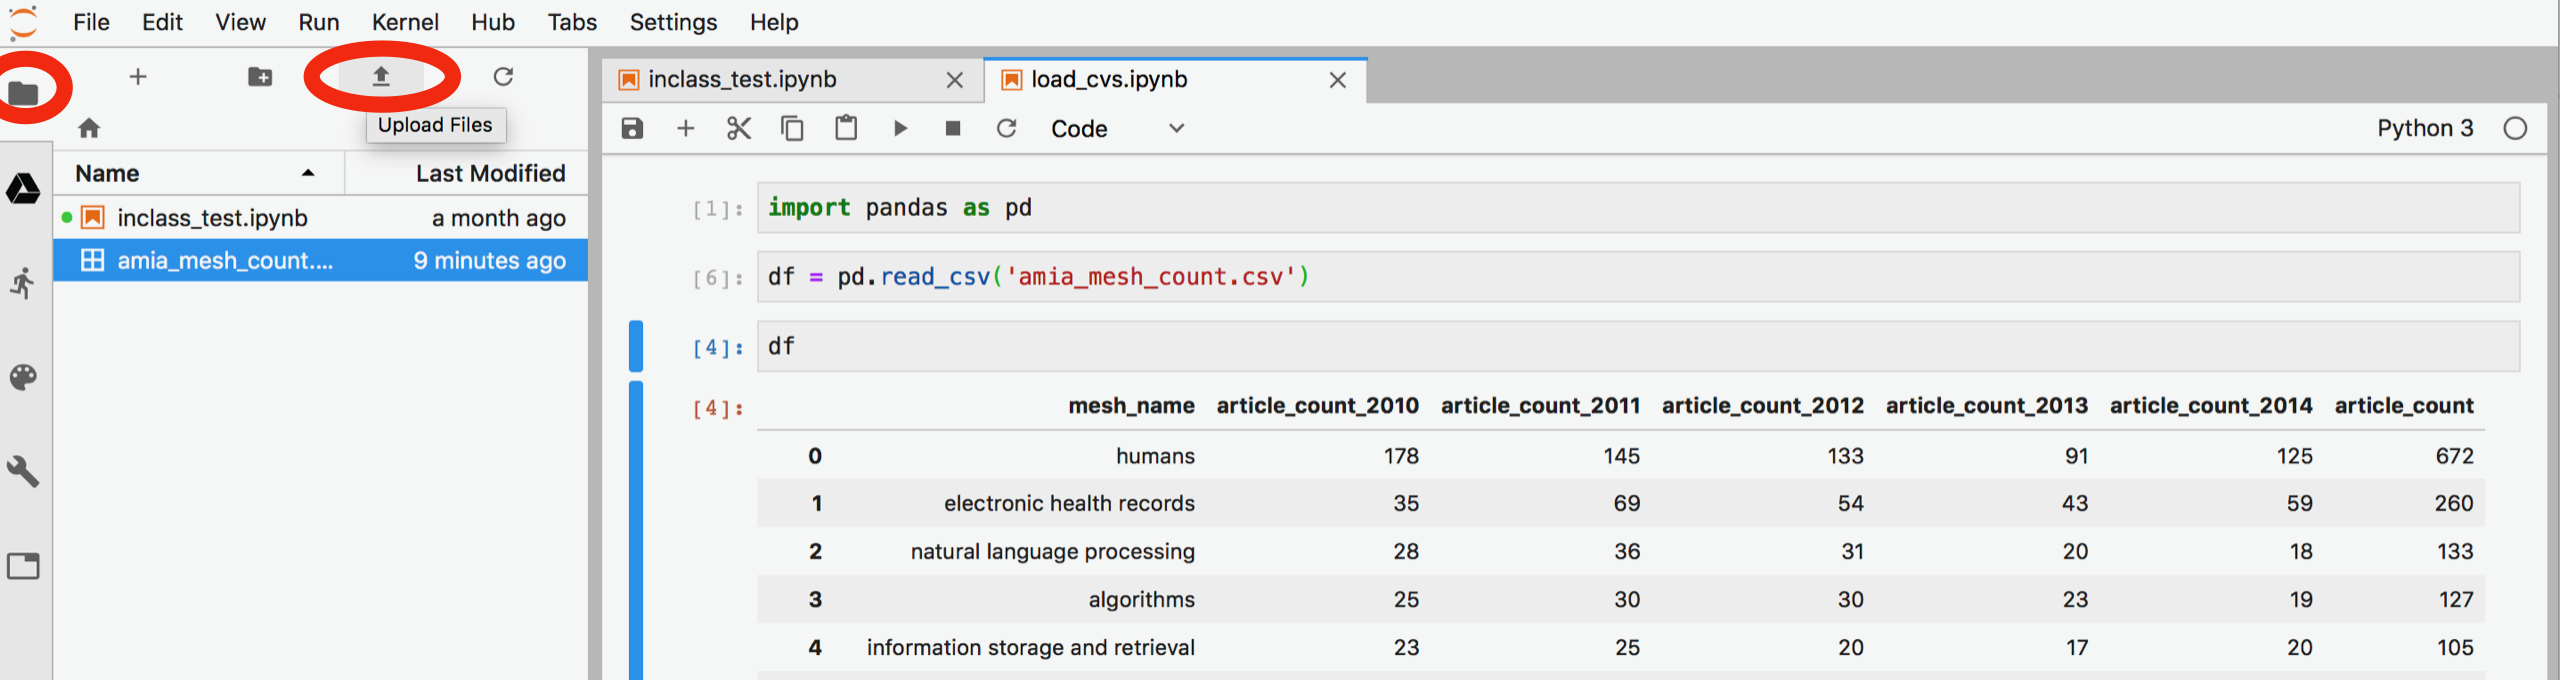 File Edit View Run Kernel Hub Tabs Settings Help
Upload Files
Name Last Modified
inclass_test.ipynb a month ago
amia_mesh_count.... 9 minutes ago
inclass_test.ipynb load_cvs.ipynb
Code Python 3
[1]: import pandas as pd
[6]: df = pd.read_csv('amia_mesh_count.csv')
[4]: df
[4]: mesh_name article_count_2010 article_count_2011 article_count_2012 article_count_2013 article_count_2014 article_count
0 humans 178 145 133 91 125 672
1 electronic health records 35 69 54 43 59 260
2 natural language processing 28 36 31 20 18 133
3 algorithms 25 30 30 23 19 127
4 information storage and retrieval 23 25 20 17 20 105